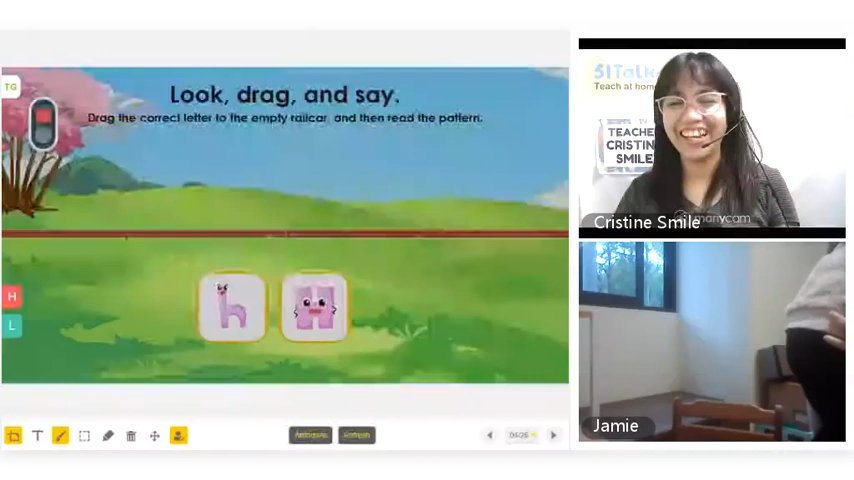 TG
Look, drag, and say.
Drag the correct letter to the empty railcar, and then read the pattern.
h
H
H
L
T
51Talk
Teach at home
TEACHER
CRISTINE
SMILE
manycam
Cristine Smile
Jamie